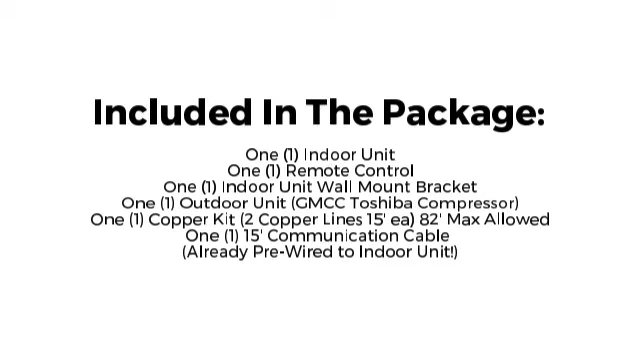 Included In The Package:
One (1) Indoor Unit
One (1) Remote Control
One (1) Indoor Unit Wall Mount Bracket
One (1) Outdoor Unit (GMCC Toshiba Compressor)
One (1) Copper Kit (2 Copper Lines 15' ea) 82' Max Allowed
One (1) 15' Communication Cable
(Already Pre-Wired to Indoor Unit!)